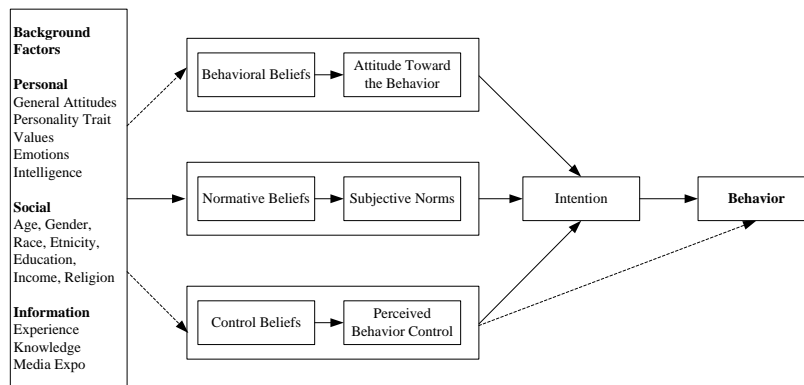 Background
Factors
Personal
General Attitudes
Personality Trait
Values
Emotions
Intelligence
Social
Age, Gender,
Race, Etnicity,
Education,
Income, Religion
Information
Experience
Knowledge
Media Expo
Behavioral Beliefs
Attitude Toward
the Behavior
Normative Beliefs
Subjective Norms
Control Beliefs
Perceived
Behavior Control
Intention
Behavior